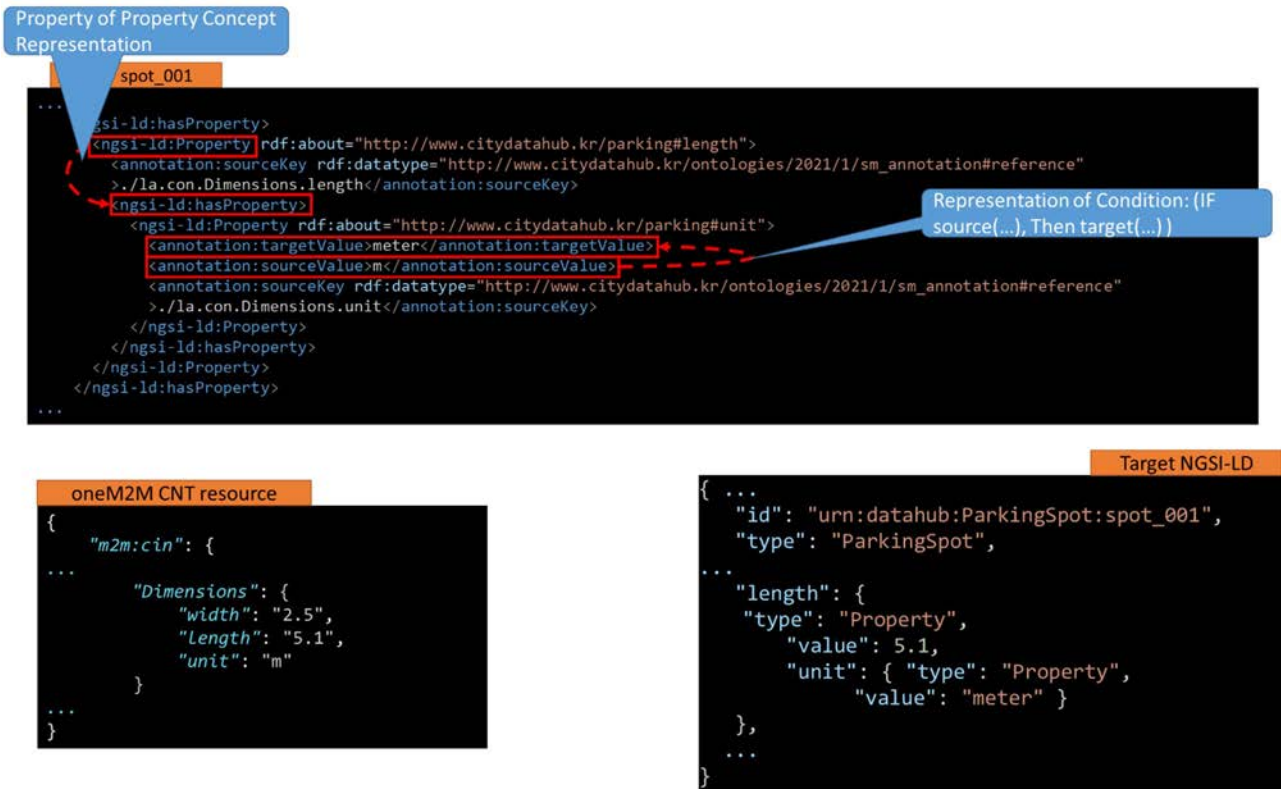 Property of Property Concept
Representation
spot_001
...
ngsi-ld:hasProperty>
<ngsi-ld:Property rdf:about="http://www.citydatahub.kr/parking#length">
<annotation:sourceKey rdf:datatype="http://www.citydatahub.kr/ontologies/2021/1/sm_annotation#reference"
>./la.con.Dimensions.length</annotation:sourceKey>
<ngsi-ld:hasProperty>
<ngsi-ld:Property rdf:about="http://www.citydatahub.kr/parking#unit">
<annotation:targetValue>meter</annotation:targetValue>
<annotation:sourceValue>m</annotation:sourceValue>
<annotation:sourceKey rdf:datatype="http://www.citydatahub.kr/ontologies/2021/1/sm_annotation#reference"
>./la.con.Dimensions.unit</annotation:sourceKey>
</ngsi-ld:Property>
</ngsi-ld:hasProperty>
</ngsi-ld:Property>
</ngsi-ld:hasProperty>
...
Representation of Condition: (IF
source(...), Then target(...) )
oneM2M CNT resource
{
"m2m:cin": {
...
"Dimensions": {
"width": "2.5",
"Length": "5.1",
"unit": "m"
}
...
}
Target NGSI-LD
{ ...
"id": "urn:datahub:ParkingSpot:spot_001",
"type": "ParkingSpot",
...
"length": {
"type": "Property",
"value": 5.1,
"unit": { "type": "Property",
"value": "meter" }
},
...
}